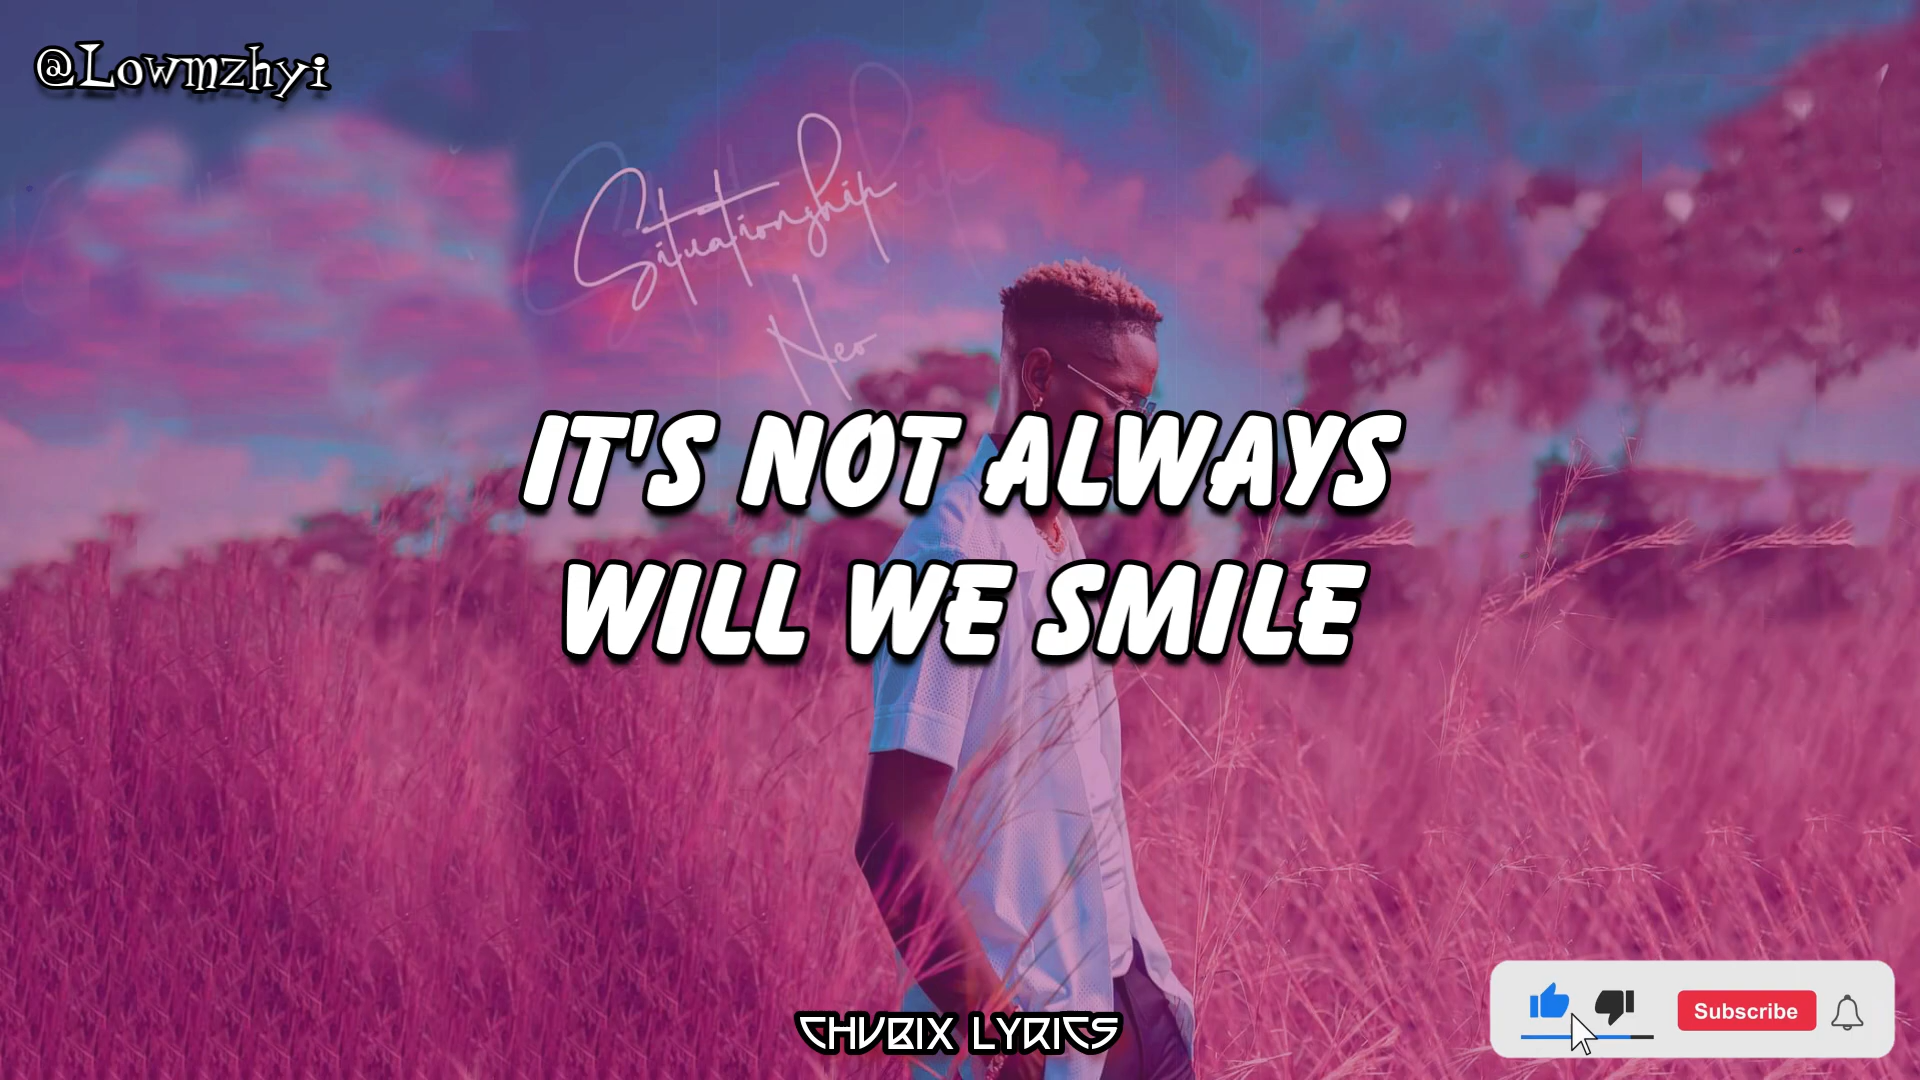 @Lowmzhyi
Situationship
Neo
IT'S NOT ALWAYS
WILL WE SMILE
CHVBIX LYRICS
Subscribe